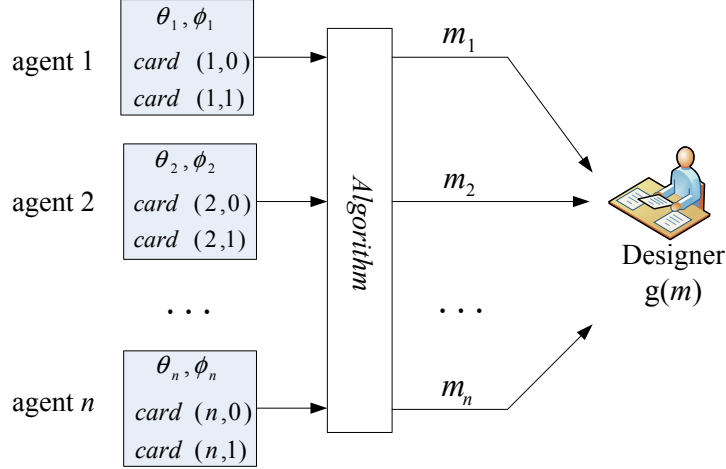 agent 1
θ₁, ϕ₁
card (1,0)
card (1,1)
agent 2
θ₂, ϕ₂
card (2,0)
card (2,1)
. . .
agent n
θₙ, ϕₙ
card (n,0)
card (n,1)
Algorithm
m₁
m₂
. . .
mₙ
Designer
g(m)